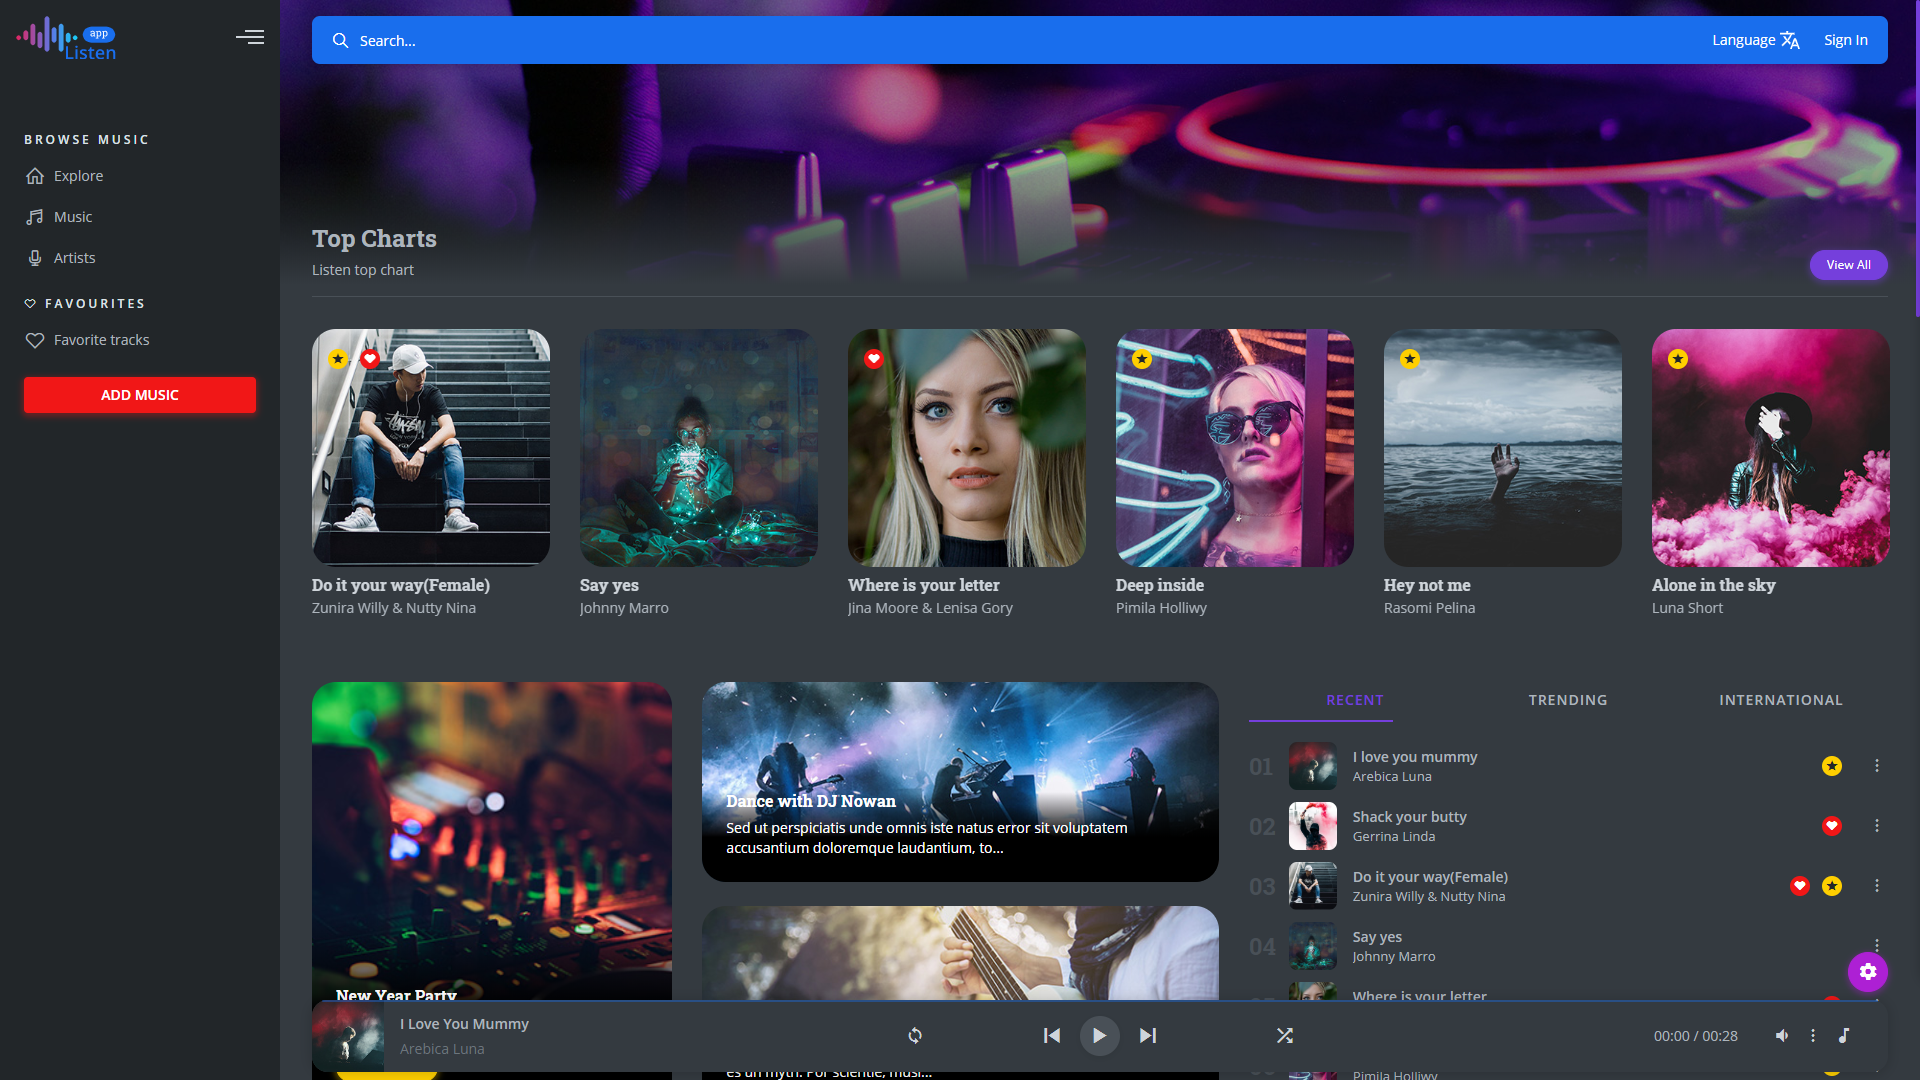 app
Listen
Search...
Language
Sign In
BROWSE MUSIC
Explore
Music
Artists
FAVOURITES
Favorite tracks
ADD MUSIC
Top Charts
Listen top chart
View All
Do it your way(Female)
Zunira Willy & Nutty Nina
Say yes
Johnny Marro
Where is your letter
Jina Moore & Lenisa Gory
Deep inside
Pimila Holliwy
Hey not me
Rasomi Pelina
Alone in the sky
Luna Short
New Year Party
Dance with DJ Nowan
Sed ut perspiciatis unde omnis iste natus error sit voluptatem
accusantium doloremque laudantium, to...
es un myth. For scientie, musi...
RECENT
TRENDING
INTERNATIONAL
01
I love you mummy
Arebica Luna
02
Shack your butty
Gerrina Linda
03
Do it your way(Female)
Zunira Willy & Nutty Nina
04
Say yes
Johnny Marro
Where is your letter
Pimila Holliwy
I Love You Mummy
Arebica Luna
00:00 / 00:28